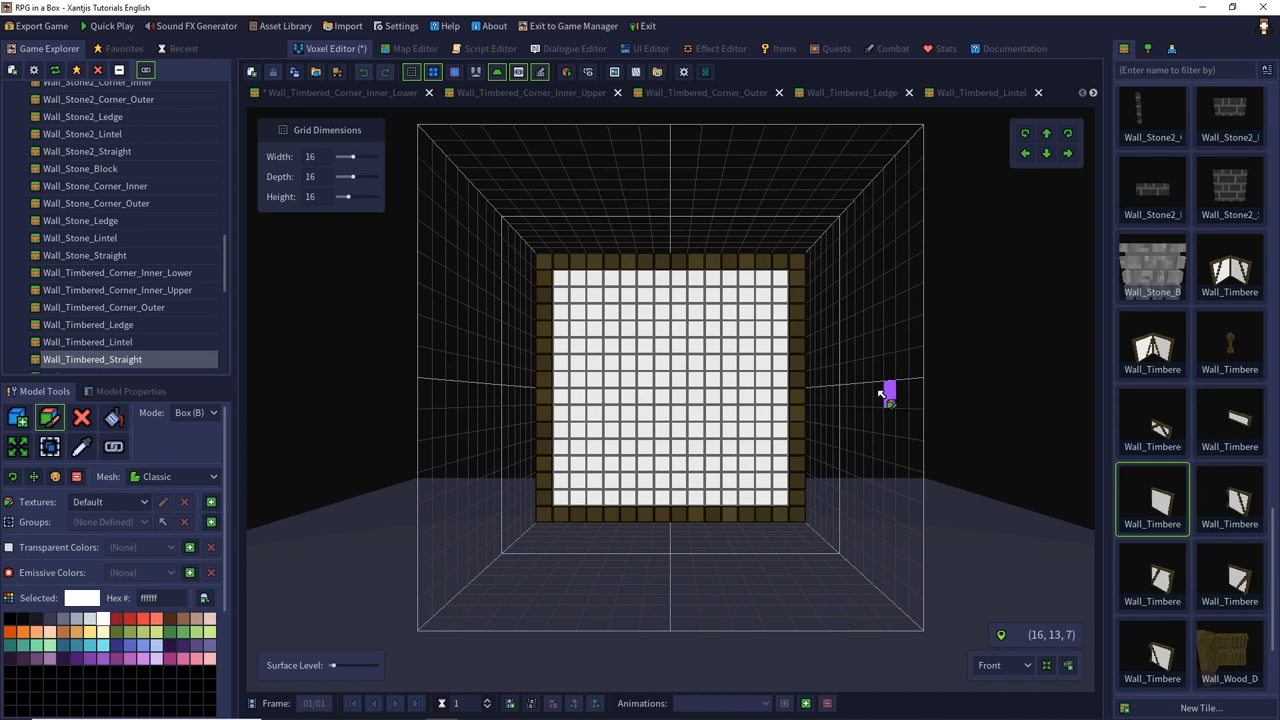 RPG in a Box — Xantjis Tutorials English
Export Game Quick Play Sound FX Generator Asset Library Import Settings Help About Exit to Game Manager Exit
Game Explorer Favorites Recent
Voxel Editor (*) Map Editor Script Editor Dialogue Editor UI Editor Effect Editor Items Quests Combat Stats Documentation
* Wall_Timbered_Corner_Inner_Lower Wall_Timbered_Corner_Inner_Upper Wall_Timbered_Corner_Outer Wall_Timbered_Ledge Wall_Timbered_Lintel
Wall_Stone2_Corner_Inner
Wall_Stone2_Corner_Outer
Wall_Stone2_Ledge
Wall_Stone2_Lintel
Wall_Stone2_Straight
Wall_Stone_Block
Wall_Stone_Corner_Inner
Wall_Stone_Corner_Outer
Wall_Stone_Ledge
Wall_Stone_Lintel
Wall_Stone_Straight
Wall_Timbered_Corner_Inner_Lower
Wall_Timbered_Corner_Inner_Upper
Wall_Timbered_Corner_Outer
Wall_Timbered_Ledge
Wall_Timbered_Lintel
Wall_Timbered_Straight
Model Tools Model Properties
Mode: Box (B)
Mesh: Classic
Textures: Default
Groups: (None Defined)
Transparent Colors: (None)
Emissive Colors: (None)
Selected: Hex #: ffffff
Grid Dimensions
Width: 16
Depth: 16
Height: 16
Surface Level:
(16, 13, 7)
Front
Frame: 01/01 1 Animations:
(Enter name to filter by)
Wall_Stone2_ Wall_Stone2_
Wall_Stone2_ Wall_Stone2_
Wall_Stone_B Wall_Timbere
Wall_Timbere Wall_Timbere
Wall_Timbere Wall_Timbere
Wall_Timbere Wall_Timbere
Wall_Timbere Wall_Timbere
Wall_Timbere Wall_Wood_D
New Tile...